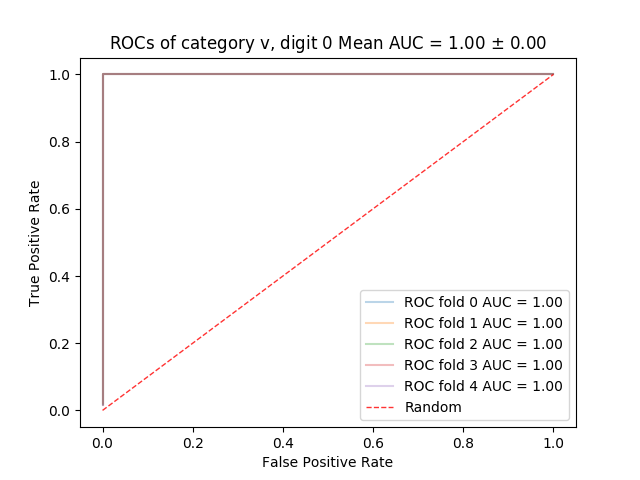 ROCs of category v, digit 0 Mean AUC = 1.00 ± 0.00
True Positive Rate
1.0
0.8
0.6
0.4
0.2
0.0
ROC fold 0 AUC = 1.00
ROC fold 1 AUC = 1.00
ROC fold 2 AUC = 1.00
ROC fold 3 AUC = 1.00
ROC fold 4 AUC = 1.00
Random
0.0 0.2 0.4 0.6 0.8 1.0
False Positive Rate